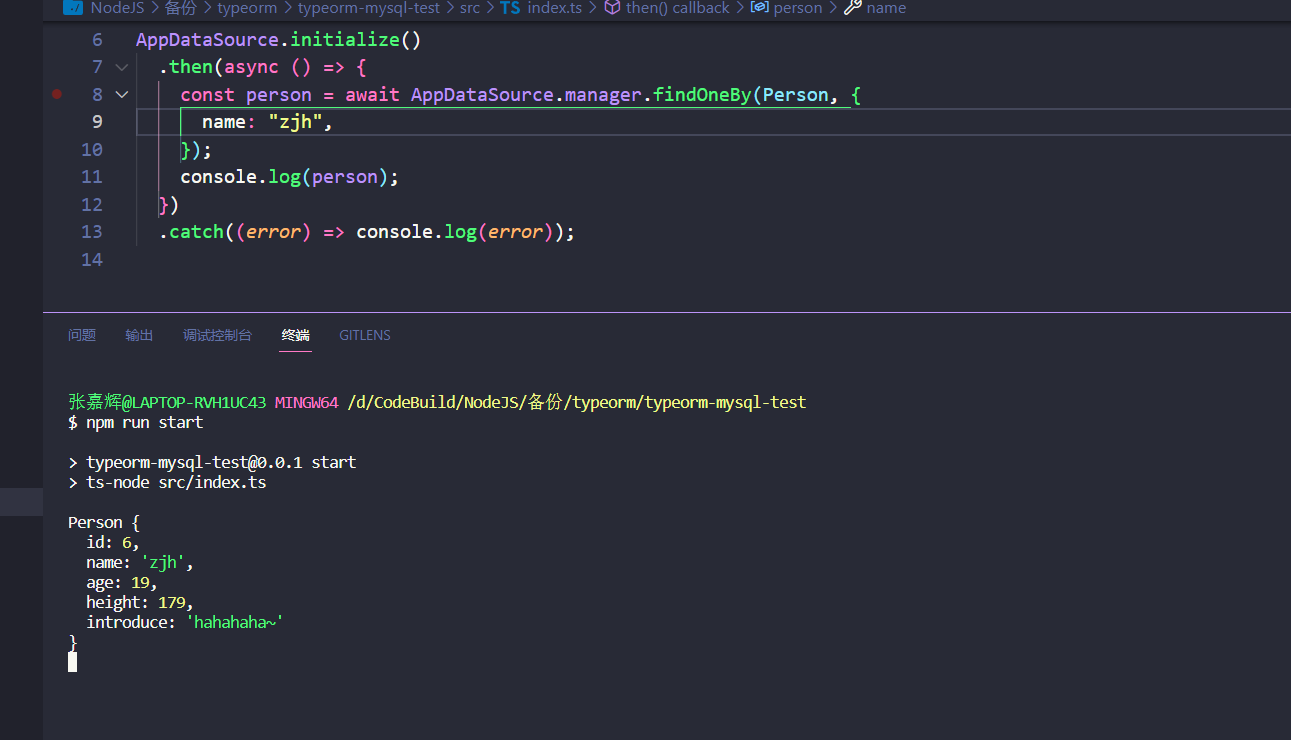 NodeJS > 备份 > typeorm > typeorm-mysql-test > src > TS index.ts > then() callback > person > name
6 AppDataSource.initialize()
7 .then(async () => {
8 const person = await AppDataSource.manager.findOneBy(Person, {
9 name: "zjh",
10 });
11 console.log(person);
12 })
13 .catch((error) => console.log(error));
14
问题 输出 调试控制台 终端 GITLENS
张嘉辉@LAPTOP-RVH1UC43 MINGW64 /d/CodeBuild/NodeJS/备份/typeorm/typeorm-mysql-test
$ npm run start
> typeorm-mysql-test@0.0.1 start
> ts-node src/index.ts
Person {
id: 6,
name: 'zjh',
age: 19,
height: 179,
introduce: 'hahahaha~'
}